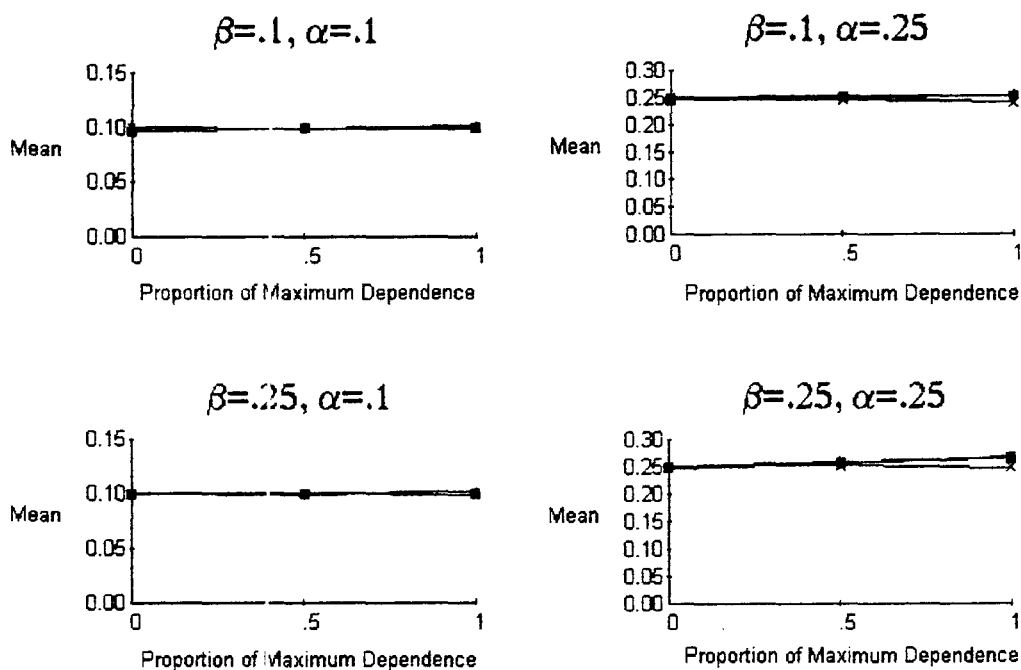 β=.1, α=.1
0.15
0.10
Mean
0.05
0.00
0 .5 1
Proportion of Maximum Dependence
β=.1, α=.25
0.30
0.25
0.20
Mean
0.15
0.10
0.05
0.00
0 .5 1
Proportion of Maximum Dependence
β=.25, α=.1
0.15
0.10
Mean
0.05
0.00
0 .5 1
Proportion of Maximum Dependence
β=.25, α=.25
0.30
0.25
0.20
Mean
0.15
0.10
0.05
0.00
0 .5 1
Proportion of Maximum Dependence